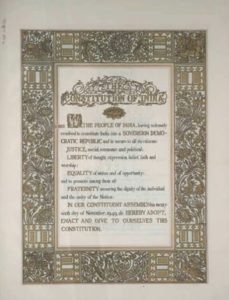 THE
CONSTITUTION OF INDIA
WE THE PEOPLE OF INDIA, having solemnly
resolved to constitute India into a SOVEREIGN DEMO-
CRATIC REPUBLIC and to secure to all its citizens:
JUSTICE, social, economic and political;
LIBERTY of thought, expression, belief, faith and
worship;
EQUALITY of status and of opportunity;
and to promote among them all
FRATERNITY assuring the dignity of the individual
and the unity of the Nation;
IN OUR CONSTITUENT ASSEMBLY this twenty
sixth day of November, 1949, do HEREBY ADOPT,
ENACT AND GIVE TO OURSELVES THIS
CONSTITUTION.